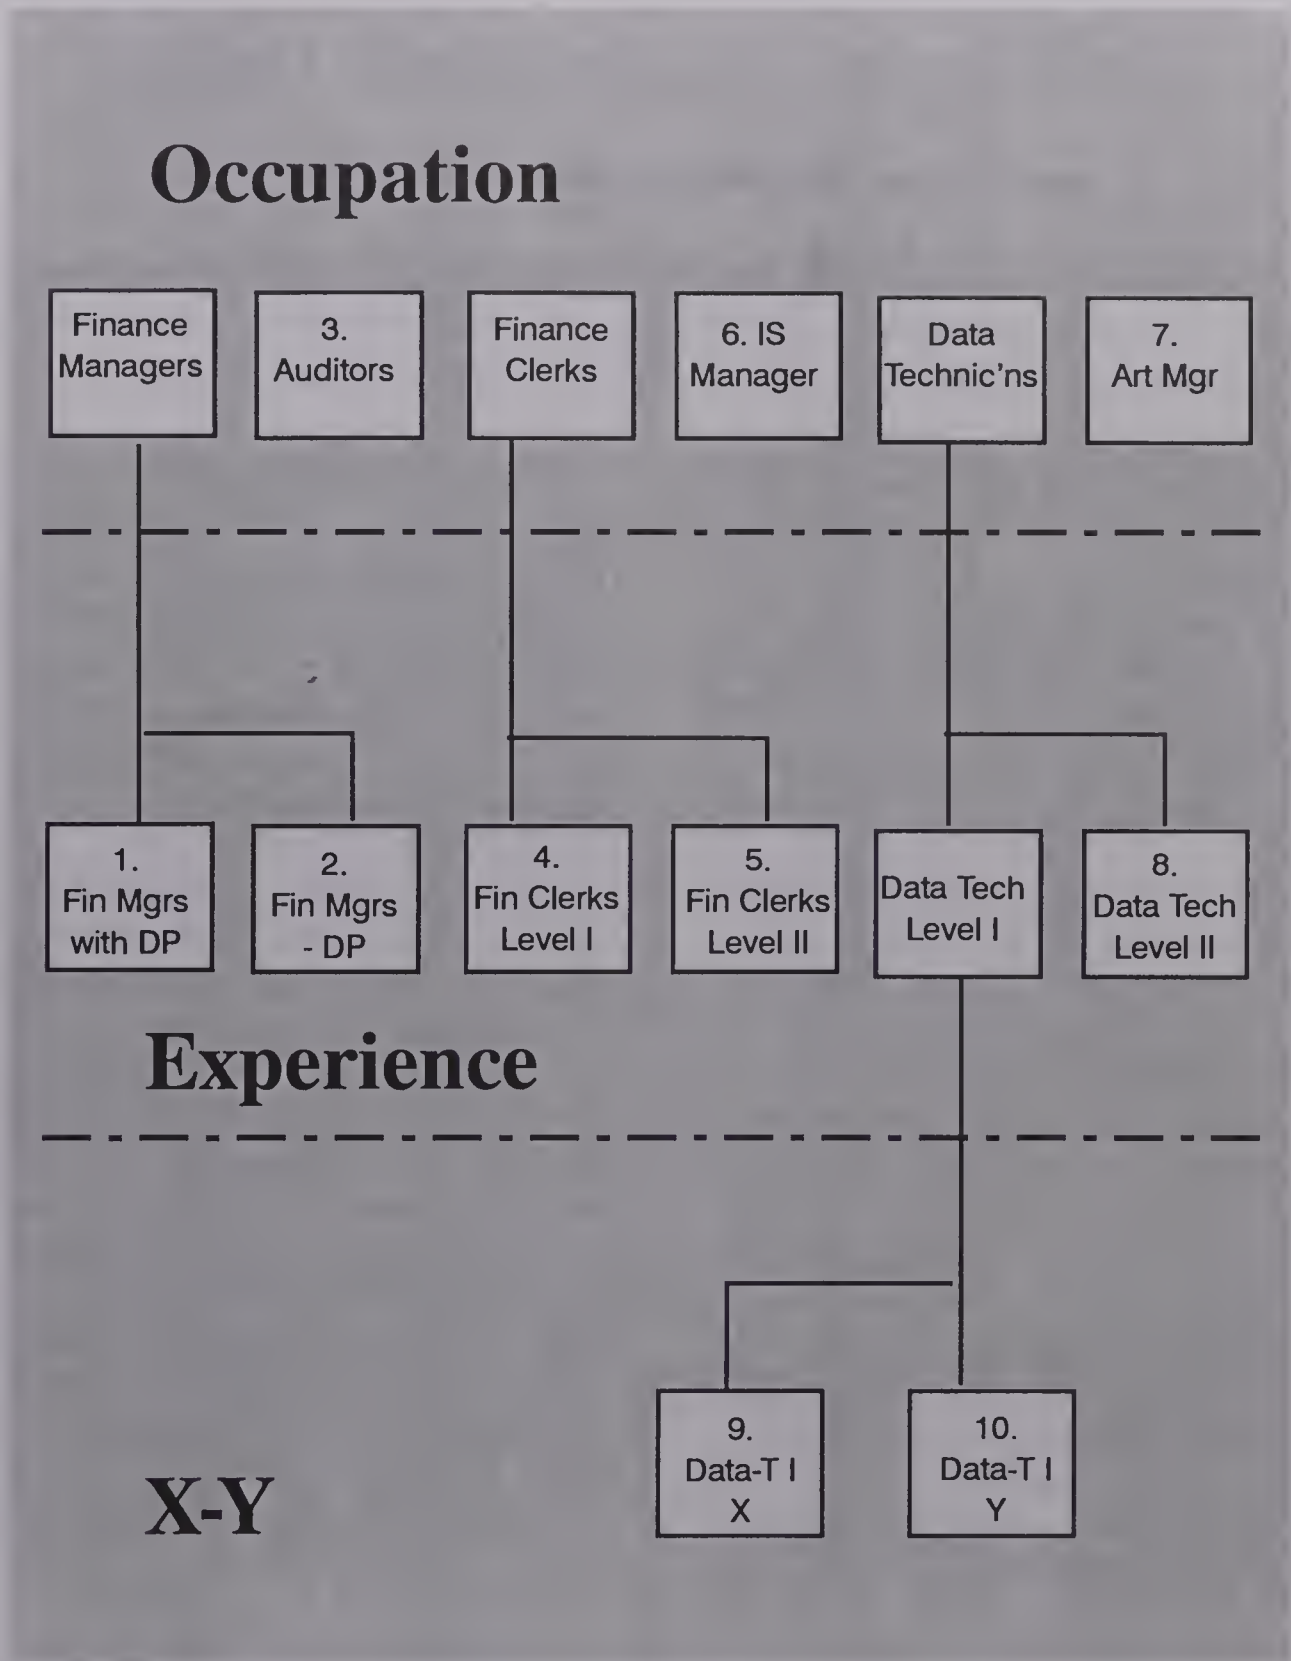 Occupation
Finance
Managers
3.
Auditors
Finance
Clerks
6. IS
Manager
Data
Technic'ns
7.
Art Mgr
1.
Fin Mgrs
with DP
2.
Fin Mgrs
- DP
4.
Fin Clerks
Level I
5.
Fin Clerks
Level II
Data Tech
Level I
8.
Data Tech
Level II
Experience
9.
Data-T I
X
10.
Data-T I
Y
X-Y